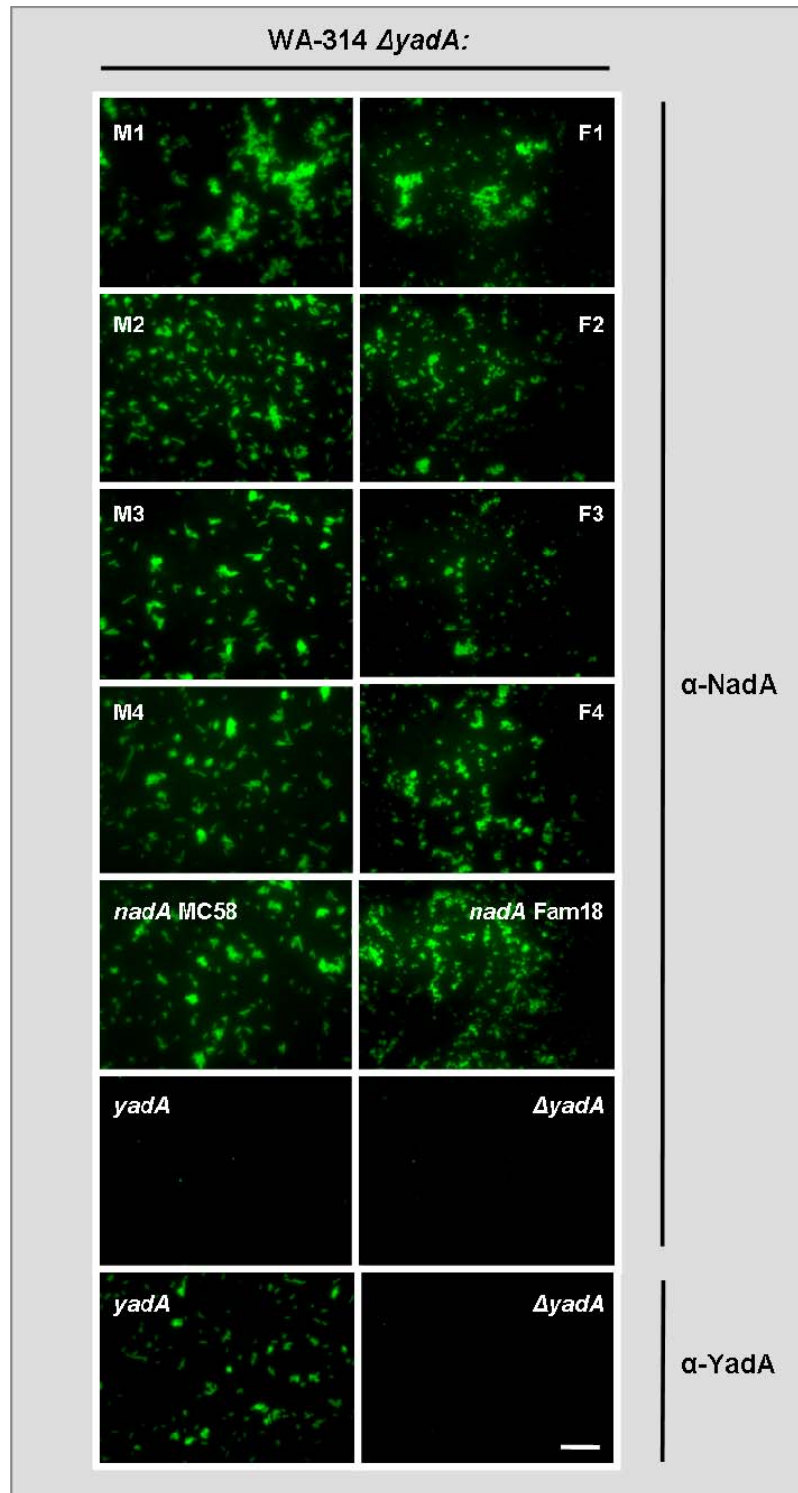 WA-314 ΔyadA:
M1 F1
M2 F2
M3 F3
M4 F4
α-NadA
nadA MC58 nadA Fam18
yadA ΔyadA
yadA ΔyadA
α-YadA